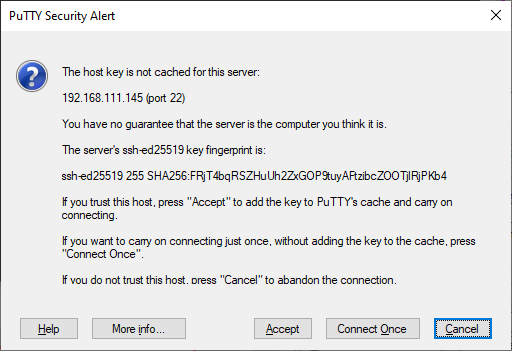 PuTTY Security Alert
The host key is not cached for this server:
192.168.111.145 (port 22)
You have no guarantee that the server is the computer you think it is.
The server's ssh-ed25519 key fingerprint is:
ssh-ed25519 255 SHA256:FRjT4bqRSZHuUh2ZxGOP9tuyAFtzibcZOOTjlRjPKb4
If you trust this host, press "Accept" to add the key to PuTTY's cache and carry on
connecting.
If you want to carry on connecting just once, without adding the key to the cache, press
"Connect Once".
If you do not trust this host, press "Cancel" to abandon the connection.
Help More info... Accept Connect Once Cancel